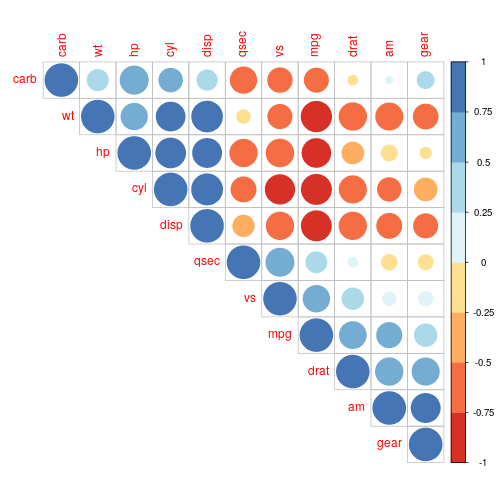 carb
wt
hp
cyl
disp
qsec
vs
mpg
drat
am
gear
carb
wt
hp
cyl
disp
qsec
vs
mpg
drat
am
gear
1
0.75
0.5
0.25
0
-0.25
-0.5
-0.75
-1